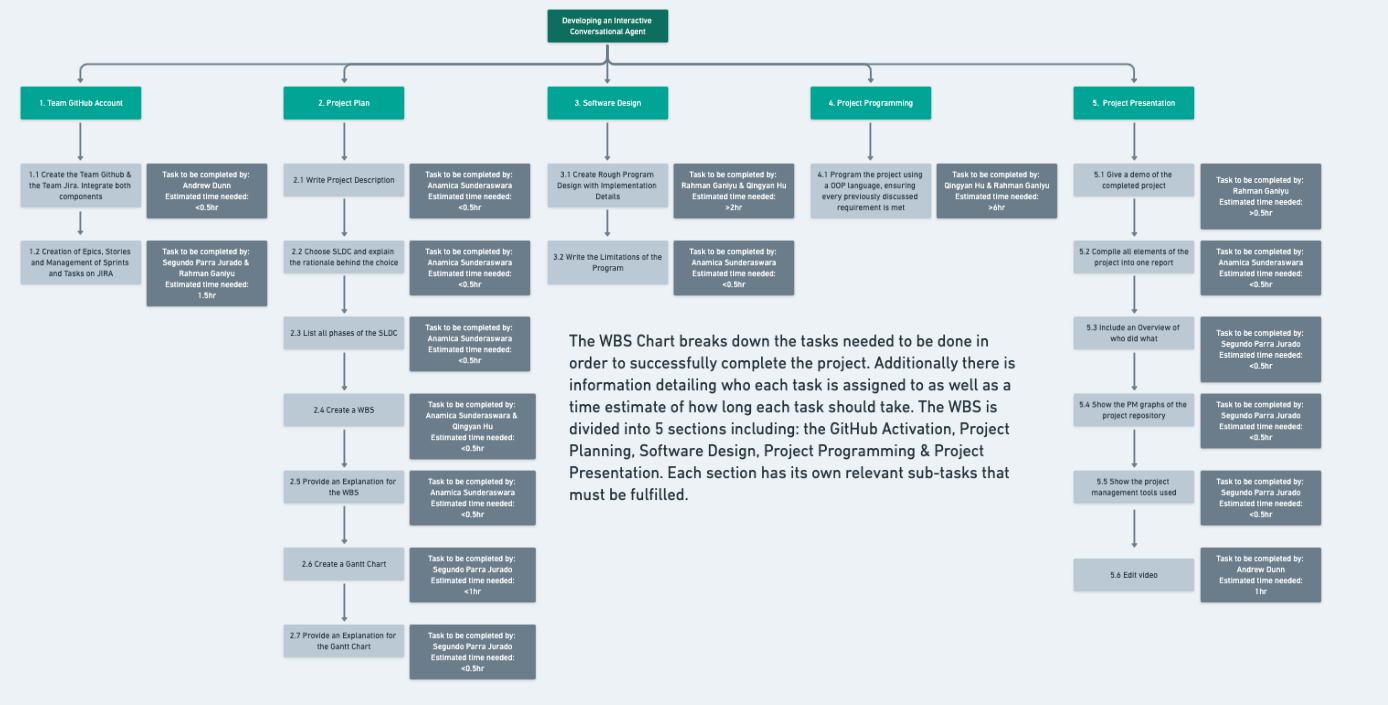 Developing an Interactive
Conversational Agent
1. Team GitHub Account
1.1 Create the Team Github &
the Team Jira. Integrate both
components
Task to be completed by:
Andrew Dunn
Estimated time needed:
<0.5hr
1.2 Creation of Epics, Stories
and Management of Sprints
and Tasks on JIRA
Task to be completed by:
Segundo Parra Jurado &
Rahman Ganiyu
Estimated time needed:
1.5hr
2. Project Plan
2.1 Write Project Description
Task to be completed by:
Anamica Sunderaswara
Estimated time needed:
<0.5hr
2.2 Choose SLDC and explain
the rationale behind the choice
Task to be completed by:
Anamica Sunderaswara
Estimated time needed:
<0.5hr
2.3 List all phases of the SLDC
Task to be completed by:
Anamica Sunderaswara
Estimated time needed:
<0.5hr
2.4 Create a WBS
Task to be completed by:
Anamica Sunderaswara &
Qingyan Hu
Estimated time needed:
<0.5hr
2.5 Provide an Explanation for
the WBS
Task to be completed by:
Anamica Sunderaswara
Estimated time needed:
<0.5hr
2.6 Create a Gantt Chart
Task to be completed by:
Segundo Parra Jurado
Estimated time needed:
<1hr
2.7 Provide an Explanation for
the Gantt Chart
Task to be completed by:
Segundo Parra Jurado
Estimated time needed:
<0.5hr
3. Software Design
3.1 Create Rough Program
Design with Implementation
Details
Task to be completed by:
Rahman Ganiyu & Qingyan Hu
Estimated time needed:
>2hr
3.2 Write the Limitations of the
Program
Task to be completed by:
Anamica Sunderaswara
Estimated time needed:
<0.5hr
4. Project Programming
4.1 Program the project using
a OOP language, ensuring
every previously discussed
requirement is met
Task to be completed by:
Qingyan Hu & Rahman Ganiyu
Estimated time needed:
>6hr
5. Project Presentation
5.1 Give a demo of the
completed project
Task to be completed by:
Rahman Ganiyu
Estimated time needed:
>0.5hr
5.2 Compile all elements of the
project into one report
Task to be completed by:
Anamica Sunderaswara
Estimated time needed:
<0.5hr
5.3 Include an Overview of
who did what
Task to be completed by:
Segundo Parra Jurado
Estimated time needed:
<0.5hr
5.4 Show the PM graphs of the
project repository
Task to be completed by:
Segundo Parra Jurado
Estimated time needed:
<0.5hr
5.5 Show the project
management tools used
Task to be completed by:
Segundo Parra Jurado
Estimated time needed:
<0.5hr
5.6 Edit video
Task to be completed by:
Andrew Dunn
Estimated time needed:
1hr
The WBS Chart breaks down the tasks needed to be done in
order to successfully complete the project. Additionally there is
information detailing who each task is assigned to as well as a
time estimate of how long each task should take. The WBS is
divided into 5 sections including: the GitHub Activation, Project
Planning, Software Design, Project Programming & Project
Presentation. Each section has its own relevant sub-tasks that
must be fulfilled.